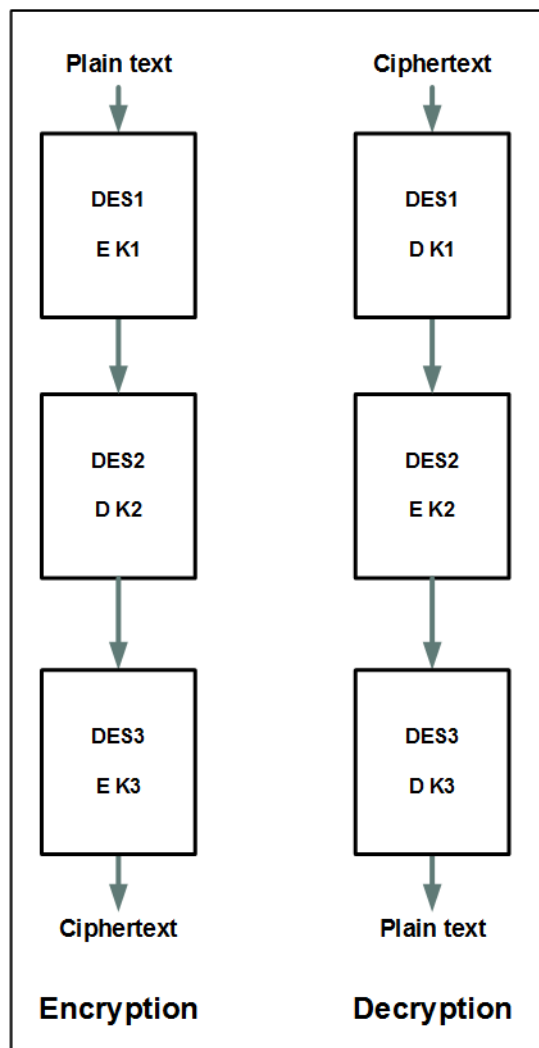 Plain text
DES1
E K1
DES2
D K2
DES3
E K3
Ciphertext
Encryption
Ciphertext
DES1
D K1
DES2
E K2
DES3
D K3
Plain text
Decryption